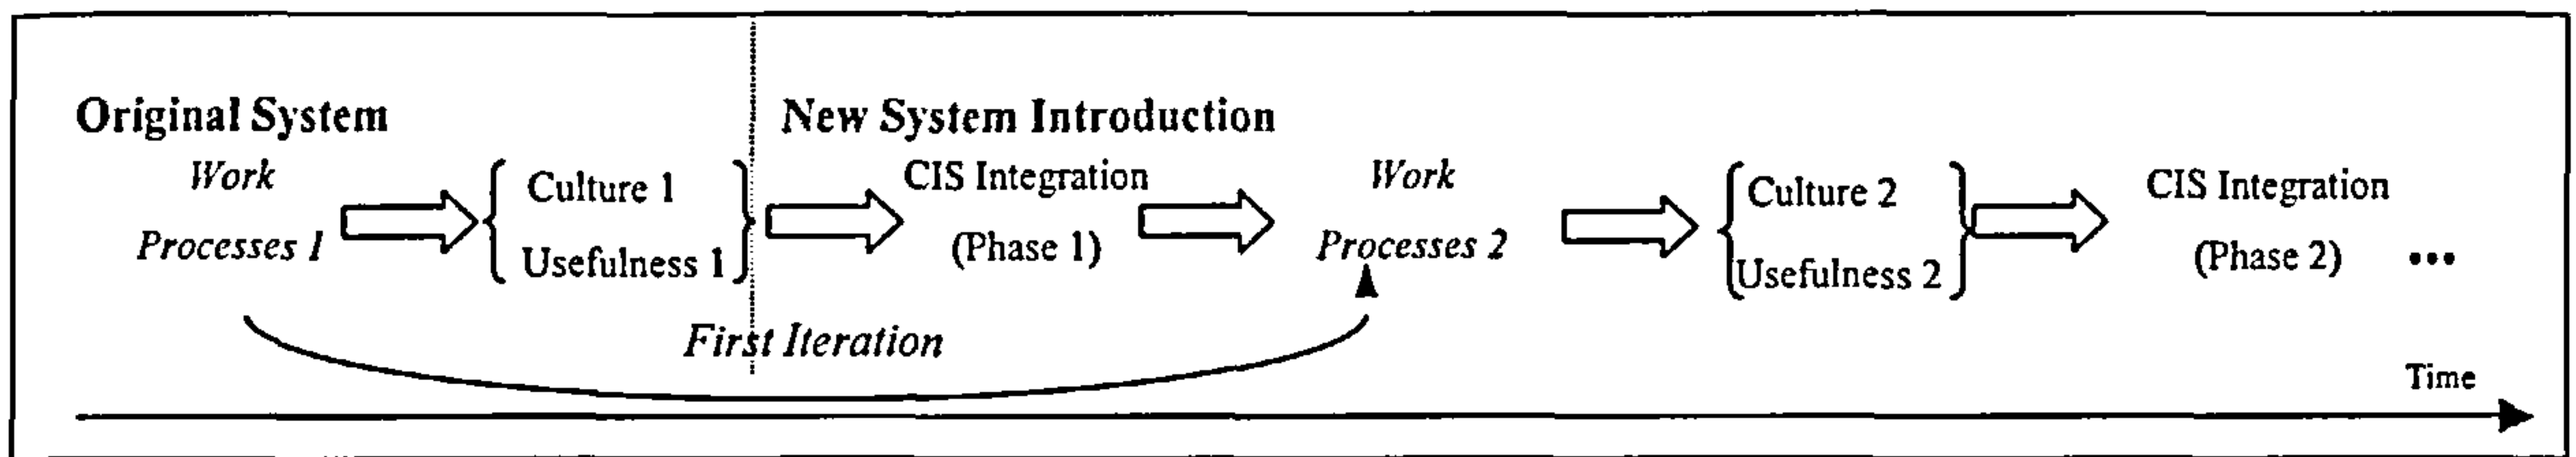 Original System
New System Introduction
Work
Processes 1
Culture 1
Usefulness 1
CIS Integration
(Phase 1)
Work
Processes 2
Culture 2
Usefulness 2
CIS Integration
(Phase 2)
...
First Iteration
Time